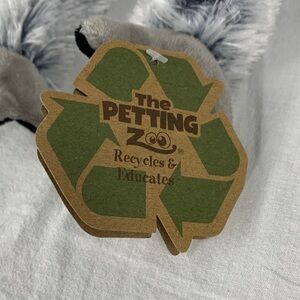 The
PETTING
ZOO
Recycles &
Educates